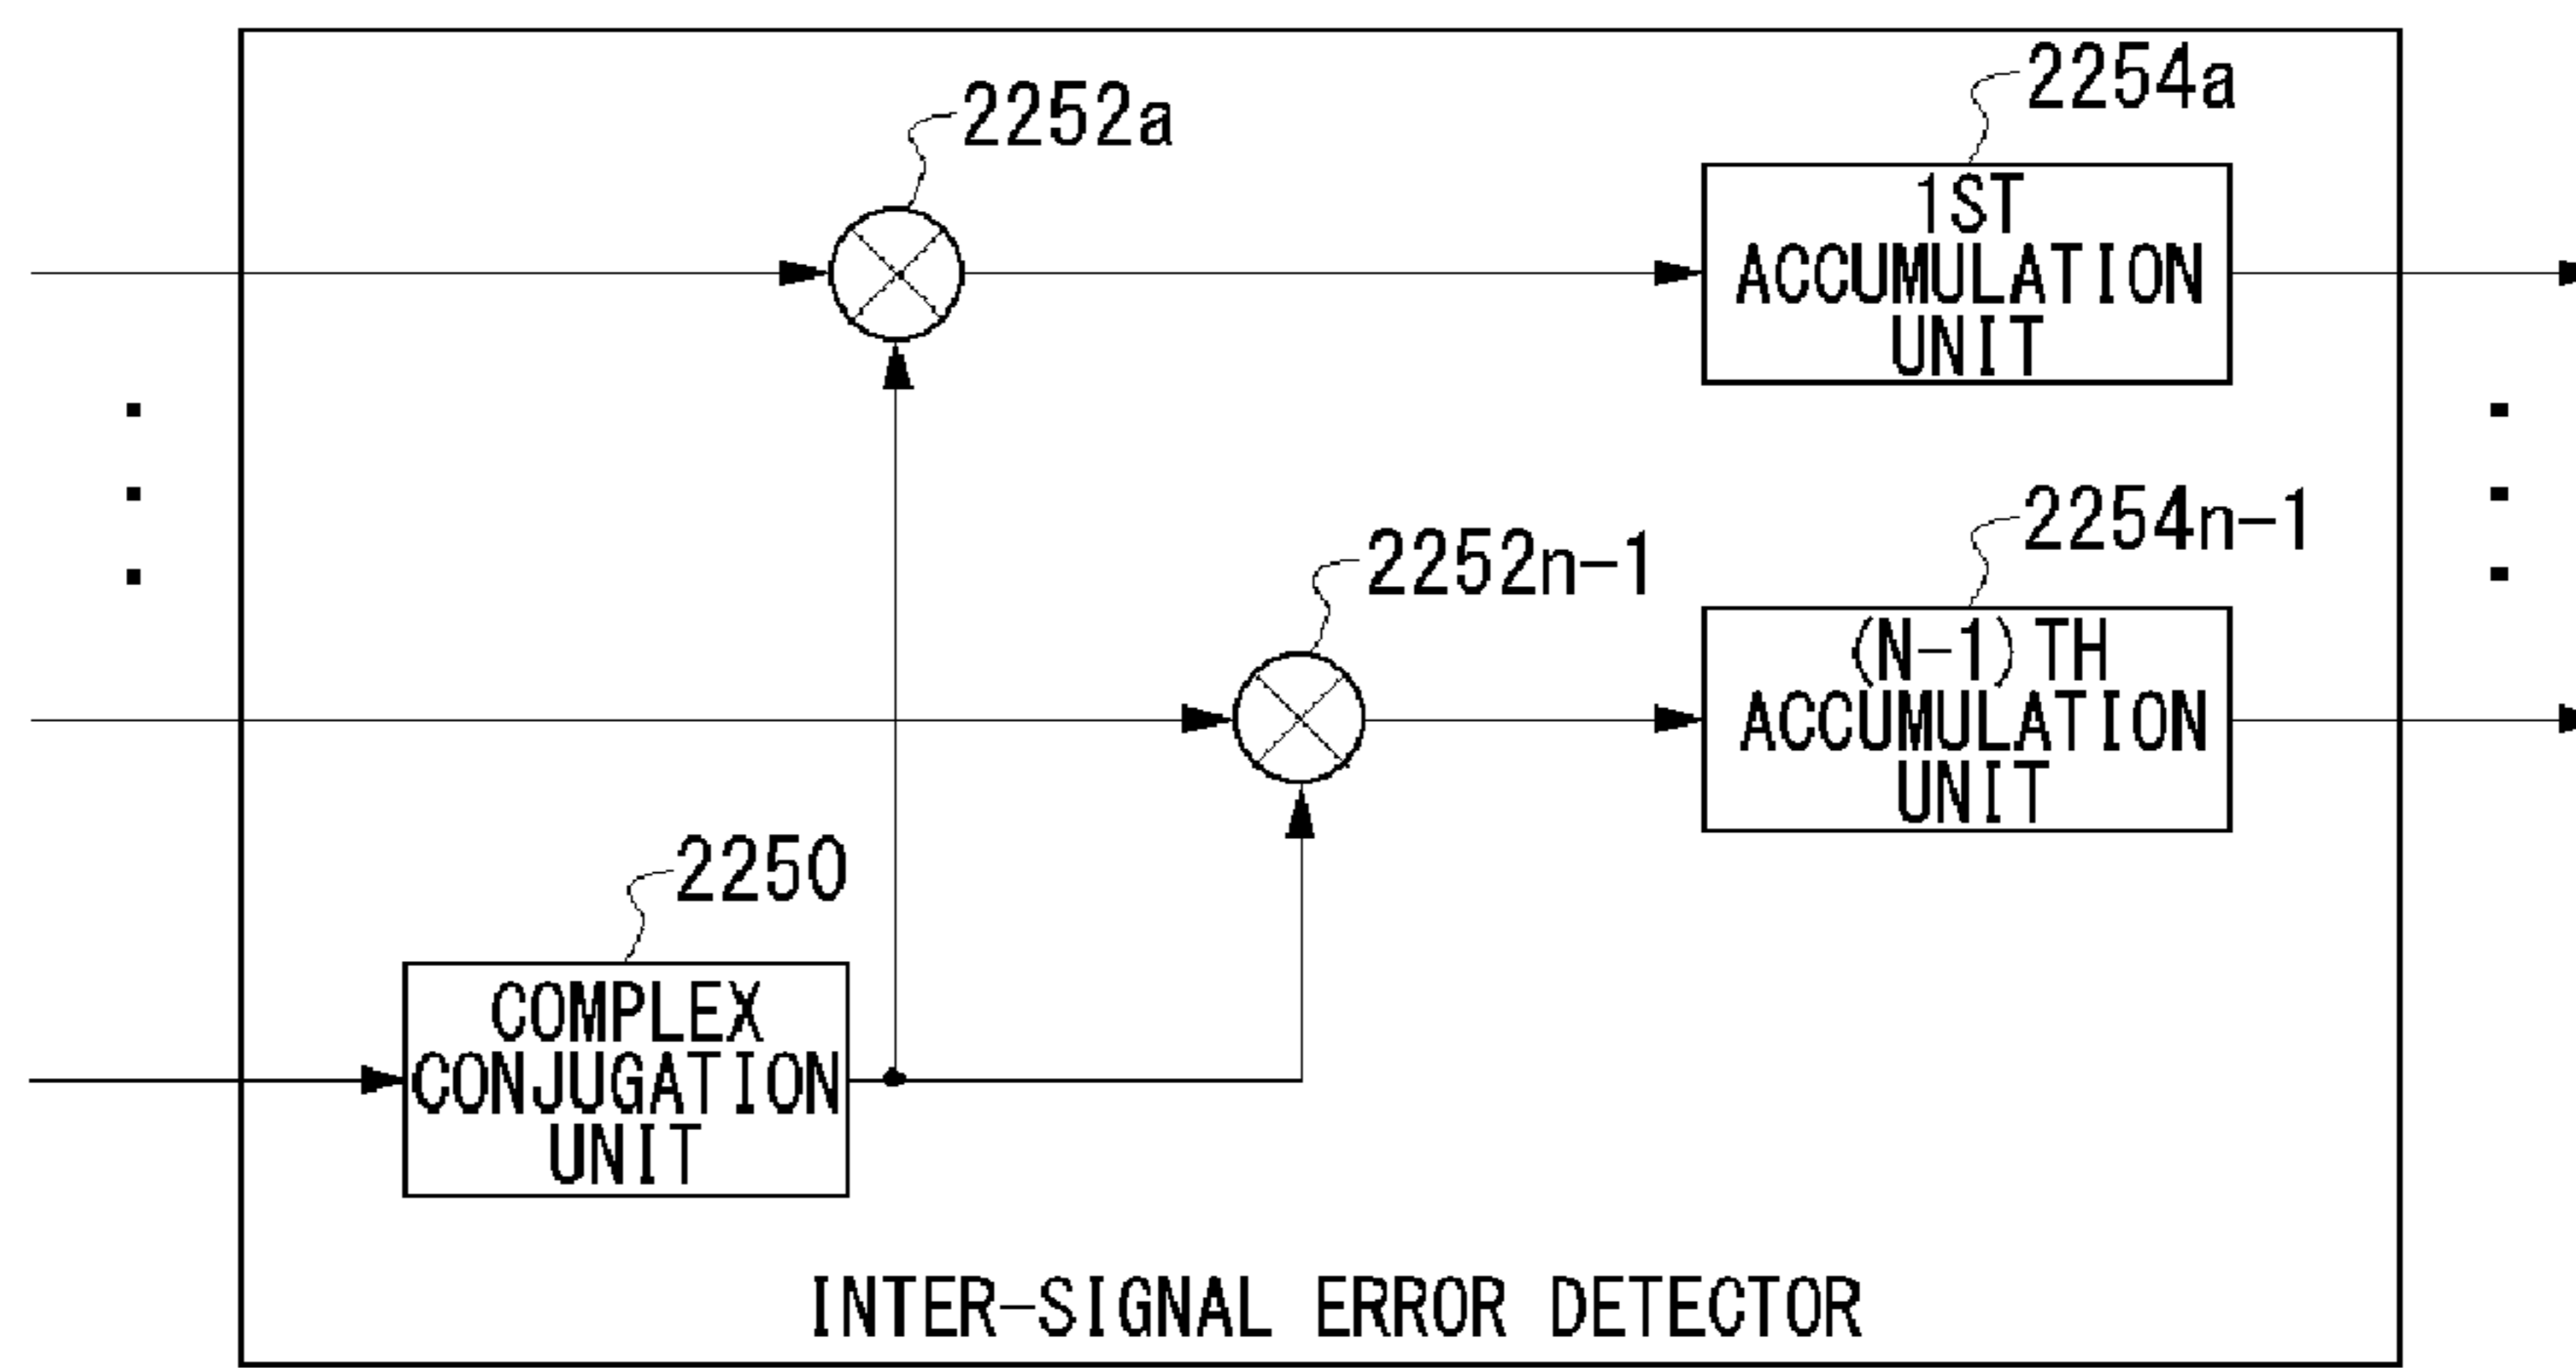 2254a
2252a
1ST
ACCUMULATION
UNIT
2254n-1
2252n-1
(N-1) TH
ACCUMULATION
UNIT
2250
COMPLEX
CONJUGATION
UNIT
INTER-SIGNAL ERROR DETECTOR